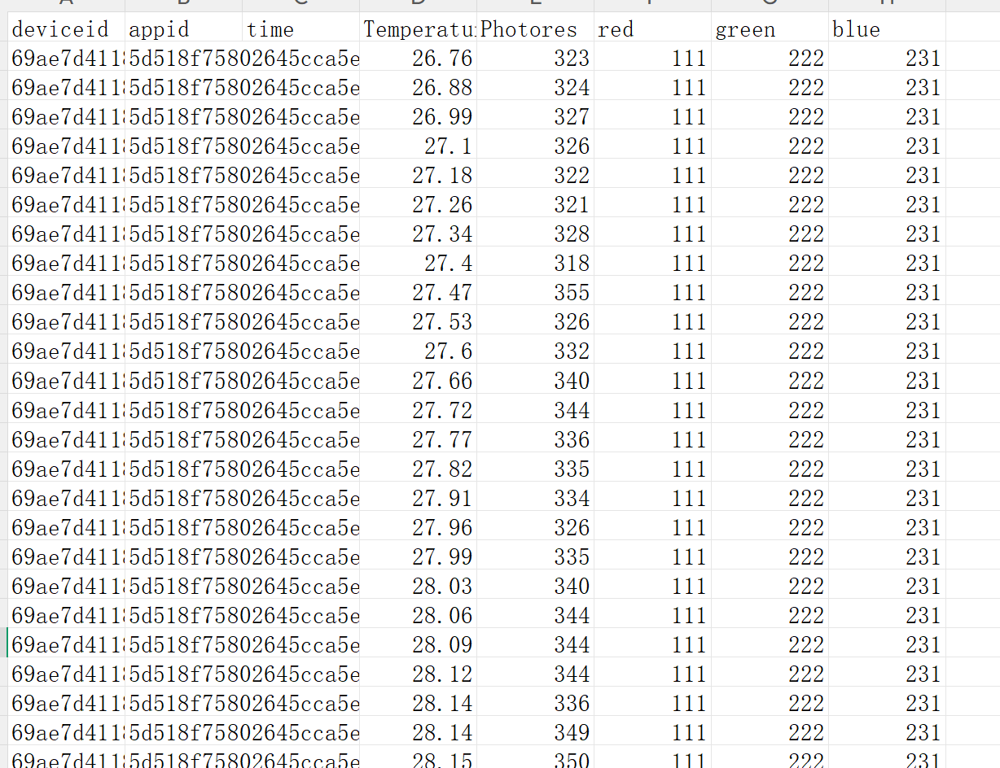 deviceid appid time Temperatu Photores red green blue
69ae7d411 5d518f75802645cca5e 26.76 323 111 222 231
69ae7d411 5d518f75802645cca5e 26.88 324 111 222 231
69ae7d411 5d518f75802645cca5e 26.99 327 111 222 231
69ae7d411 5d518f75802645cca5e 27.1 326 111 222 231
69ae7d411 5d518f75802645cca5e 27.18 322 111 222 231
69ae7d411 5d518f75802645cca5e 27.26 321 111 222 231
69ae7d411 5d518f75802645cca5e 27.34 328 111 222 231
69ae7d411 5d518f75802645cca5e 27.4 318 111 222 231
69ae7d411 5d518f75802645cca5e 27.47 355 111 222 231
69ae7d411 5d518f75802645cca5e 27.53 326 111 222 231
69ae7d411 5d518f75802645cca5e 27.6 332 111 222 231
69ae7d411 5d518f75802645cca5e 27.66 340 111 222 231
69ae7d411 5d518f75802645cca5e 27.72 344 111 222 231
69ae7d411 5d518f75802645cca5e 27.77 336 111 222 231
69ae7d411 5d518f75802645cca5e 27.82 335 111 222 231
69ae7d411 5d518f75802645cca5e 27.91 334 111 222 231
69ae7d411 5d518f75802645cca5e 27.96 326 111 222 231
69ae7d411 5d518f75802645cca5e 27.99 335 111 222 231
69ae7d411 5d518f75802645cca5e 28.03 340 111 222 231
69ae7d411 5d518f75802645cca5e 28.06 344 111 222 231
69ae7d411 5d518f75802645cca5e 28.09 344 111 222 231
69ae7d411 5d518f75802645cca5e 28.12 344 111 222 231
69ae7d411 5d518f75802645cca5e 28.14 336 111 222 231
69ae7d411 5d518f75802645cca5e 28.14 349 111 222 231
69ae7d411 5d518f75802645cca5e 28.15 350 111 222 231